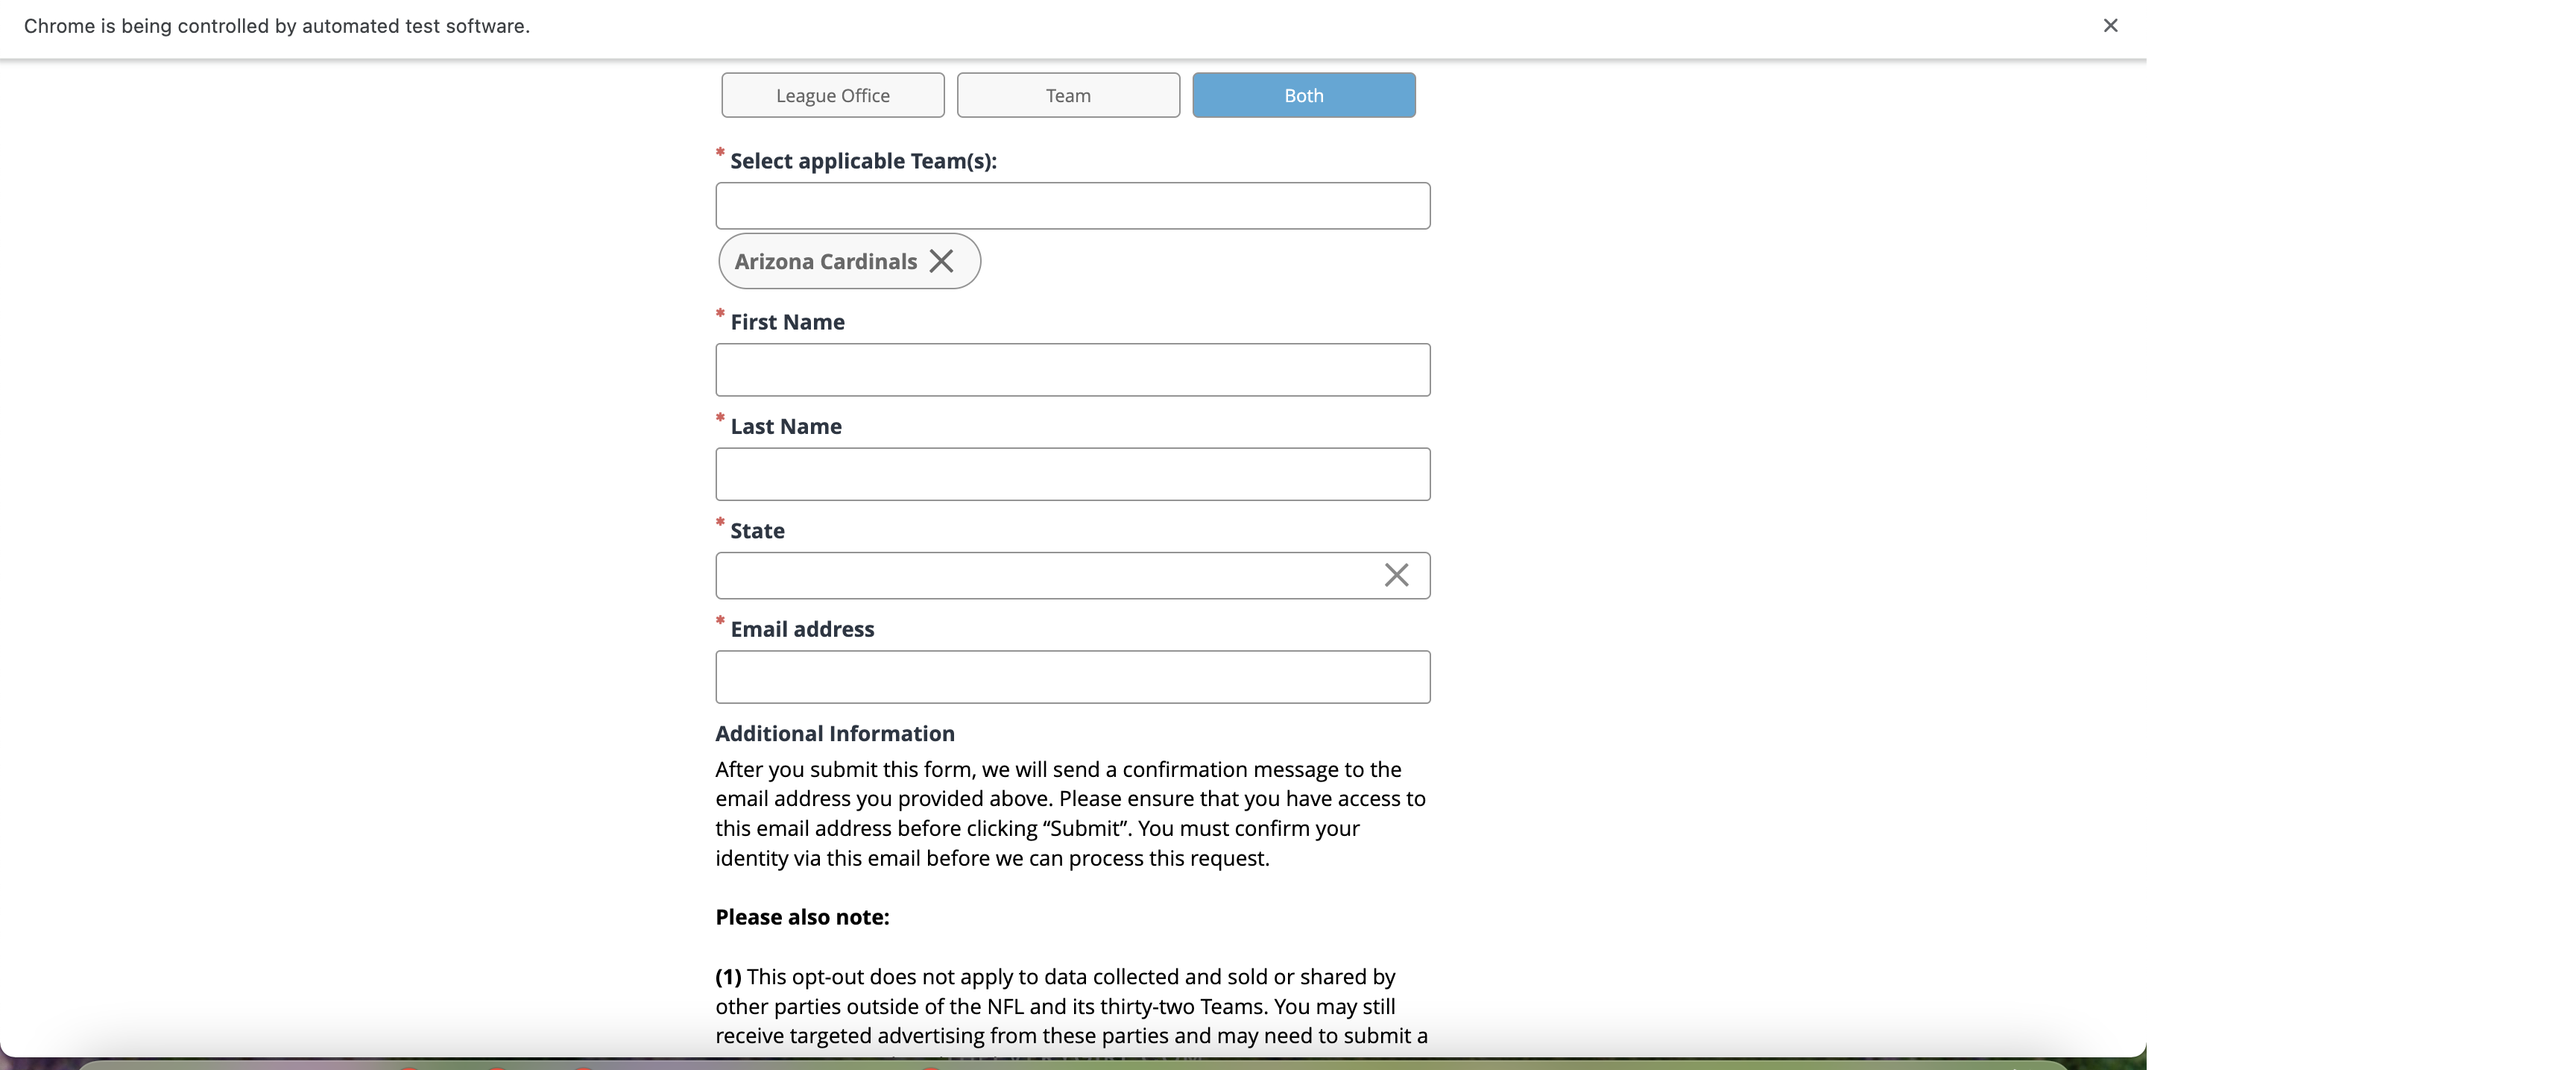 Chrome is being controlled by automated test software.
League Office Team Both
* Select applicable Team(s):
Arizona Cardinals
* First Name
* Last Name
* State
* Email address
Additional Information
After you submit this form, we will send a confirmation message to the
email address you provided above. Please ensure that you have access to
this email address before clicking “Submit”. You must confirm your
identity via this email before we can process this request.
Please also note:
(1) This opt-out does not apply to data collected and sold or shared by
other parties outside of the NFL and its thirty-two Teams. You may still
receive targeted advertising from these parties and may need to submit a